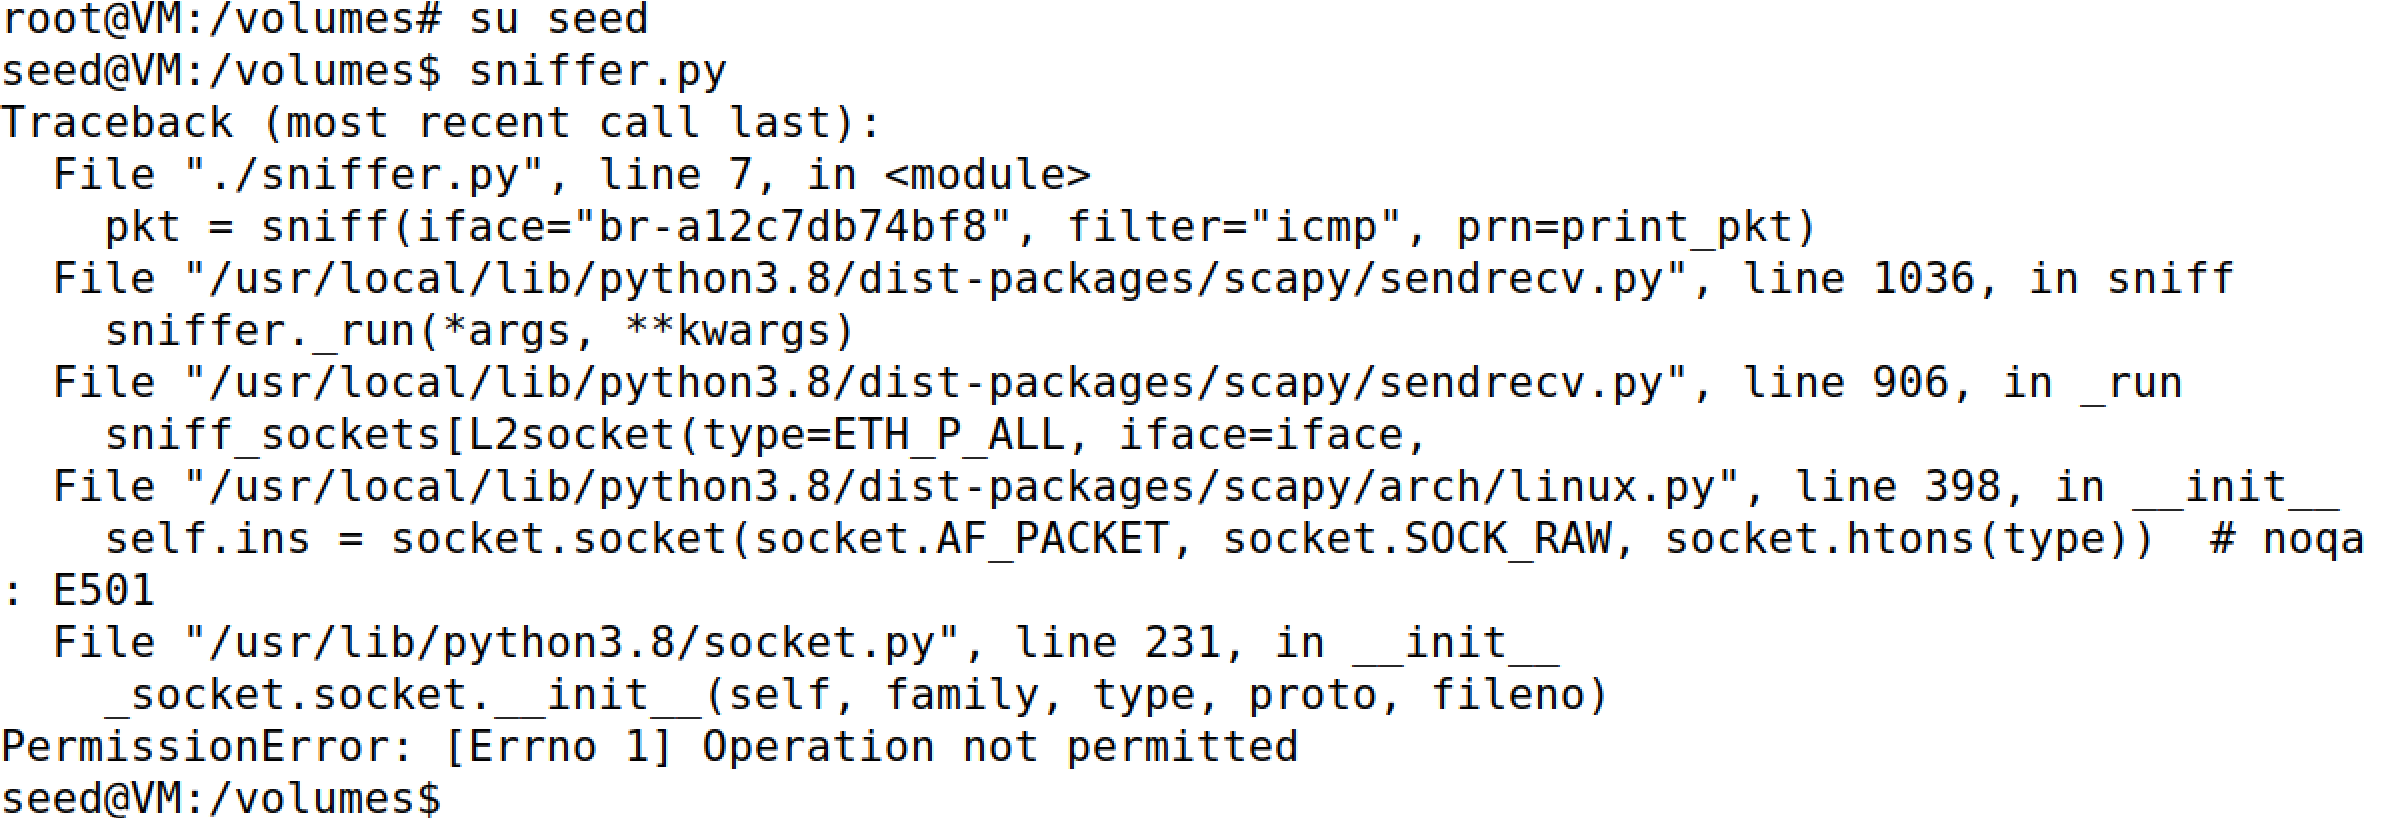 root@VM:/volumes# su seed
seed@VM:/volumes$ sniffer.py
Traceback (most recent call last):
  File "./sniffer.py", line 7, in <module>
    pkt = sniff(iface="br-a12c7db74bf8", filter="icmp", prn=print_pkt)
  File "/usr/local/lib/python3.8/dist-packages/scapy/sendrecv.py", line 1036, in sniff
    sniffer._run(*args, **kwargs)
  File "/usr/local/lib/python3.8/dist-packages/scapy/sendrecv.py", line 906, in _run
    sniff_sockets[L2socket(type=ETH_P_ALL, iface=iface,
  File "/usr/local/lib/python3.8/dist-packages/scapy/arch/linux.py", line 398, in __init__
    self.ins = socket.socket(socket.AF_PACKET, socket.SOCK_RAW, socket.htons(type))  # noqa
: E501
  File "/usr/lib/python3.8/socket.py", line 231, in __init__
    _socket.socket.__init__(self, family, type, proto, fileno)
PermissionError: [Errno 1] Operation not permitted
seed@VM:/volumes$